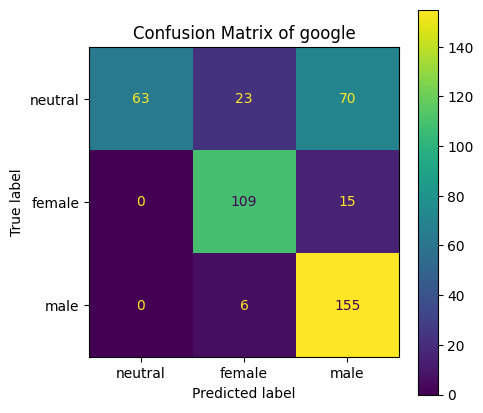 Confusion Matrix of google
True label
neutral
female
male
63 23 70
0 109 15
0 6 155
neutral female male
Predicted label
140
120
100
80
60
40
20
0